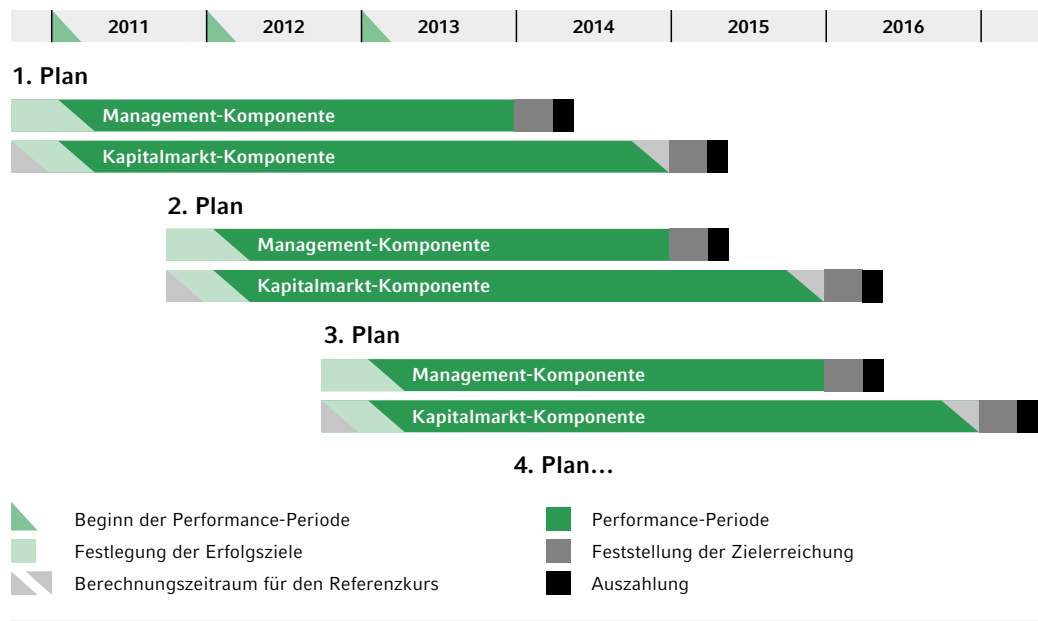 2011 2012 2013 2014 2015 2016
1. Plan
Management-Komponente
Kapitalmarkt-Komponente
2. Plan
Management-Komponente
Kapitalmarkt-Komponente
3. Plan
Management-Komponente
Kapitalmarkt-Komponente
4. Plan…
Beginn der Performance-Periode
Festlegung der Erfolgsziele
Berechnungszeitraum für den Referenzkurs
Performance-Periode
Feststellung der Zielerreichung
Auszahlung